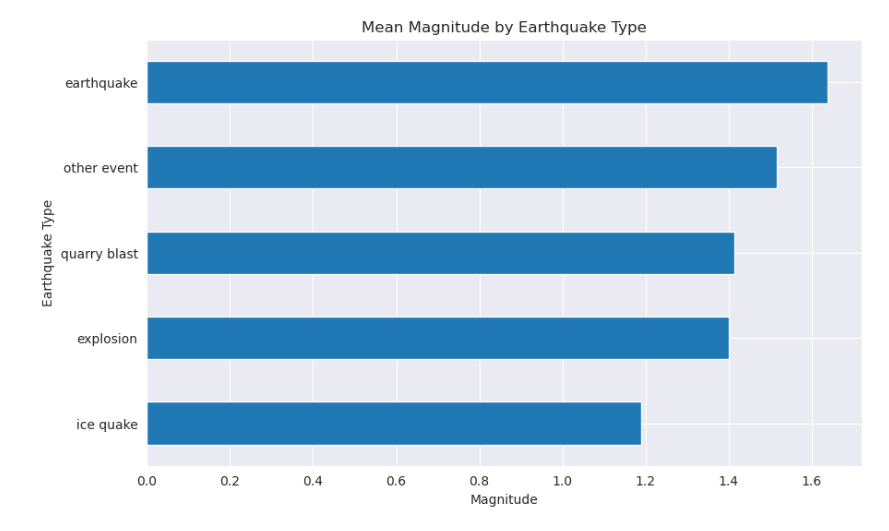 Mean Magnitude by Earthquake Type
earthquake
other event
quarry blast
explosion
ice quake
Earthquake Type
0.0 0.2 0.4 0.6 0.8 1.0 1.2 1.4 1.6
Magnitude